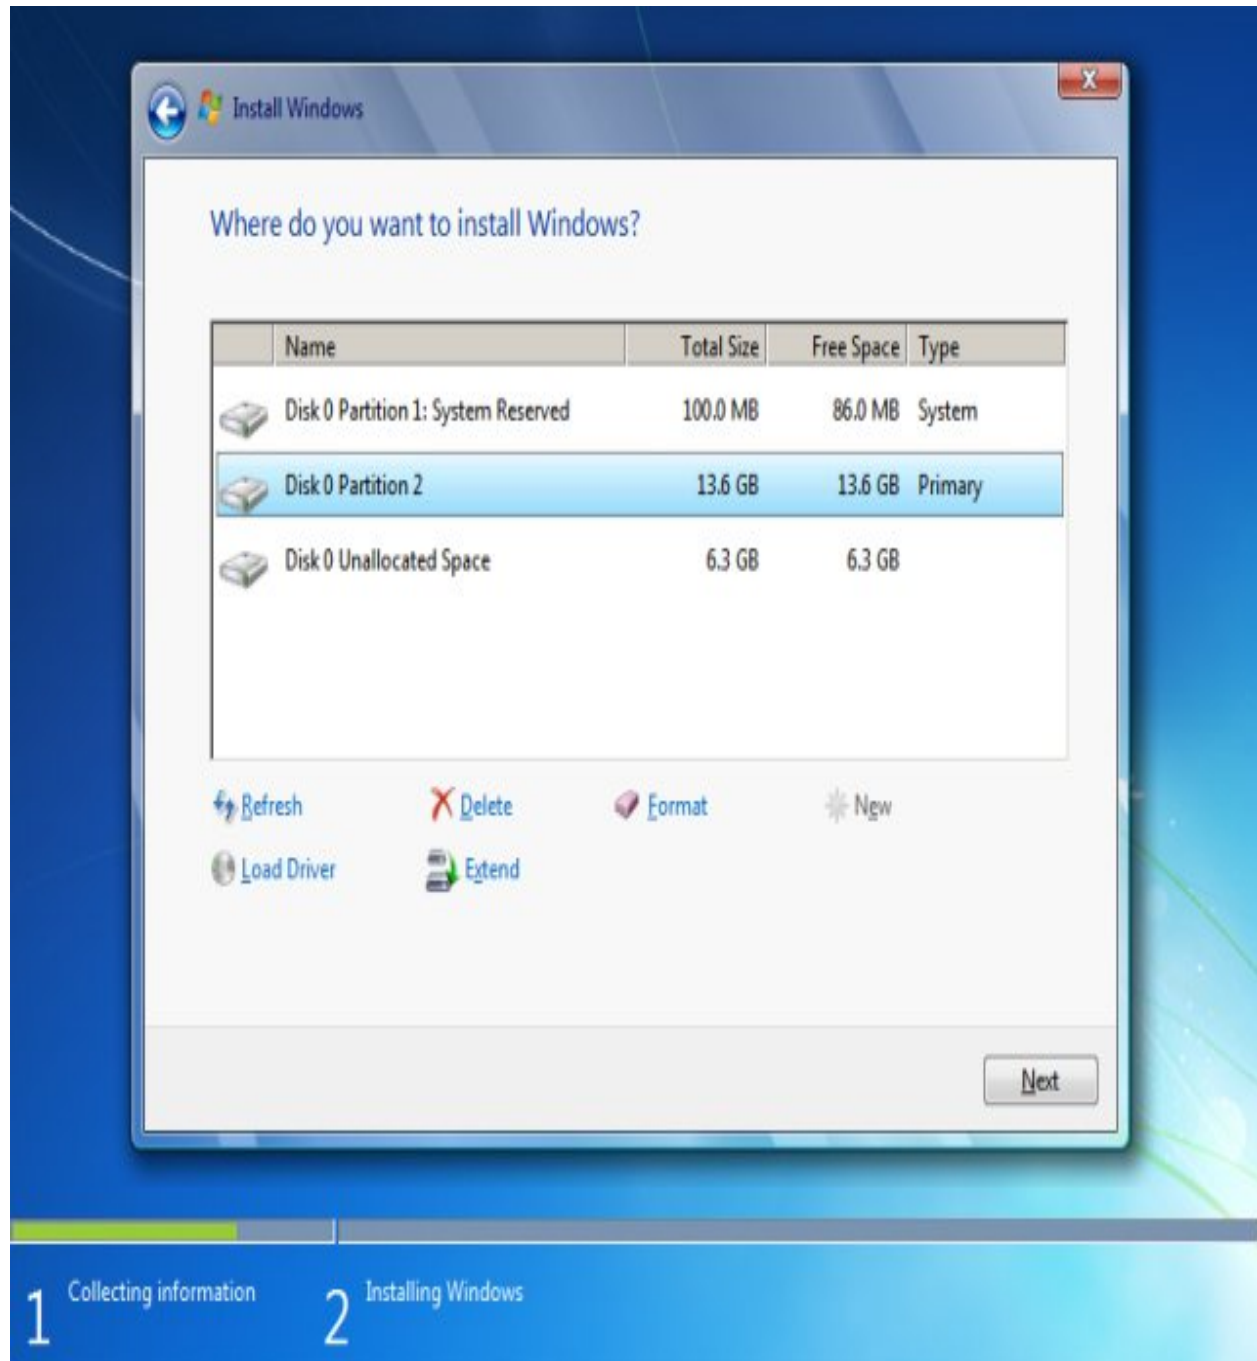 Install Windows
Where do you want to install Windows?
Name Total Size Free Space Type
Disk 0 Partition 1: System Reserved 100.0 MB 86.0 MB System
Disk 0 Partition 2 13.6 GB 13.6 GB Primary
Disk 0 Unallocated Space 6.3 GB 6.3 GB
Refresh Delete Format New
Load Driver Extend
Next
1 Collecting information 2 Installing Windows